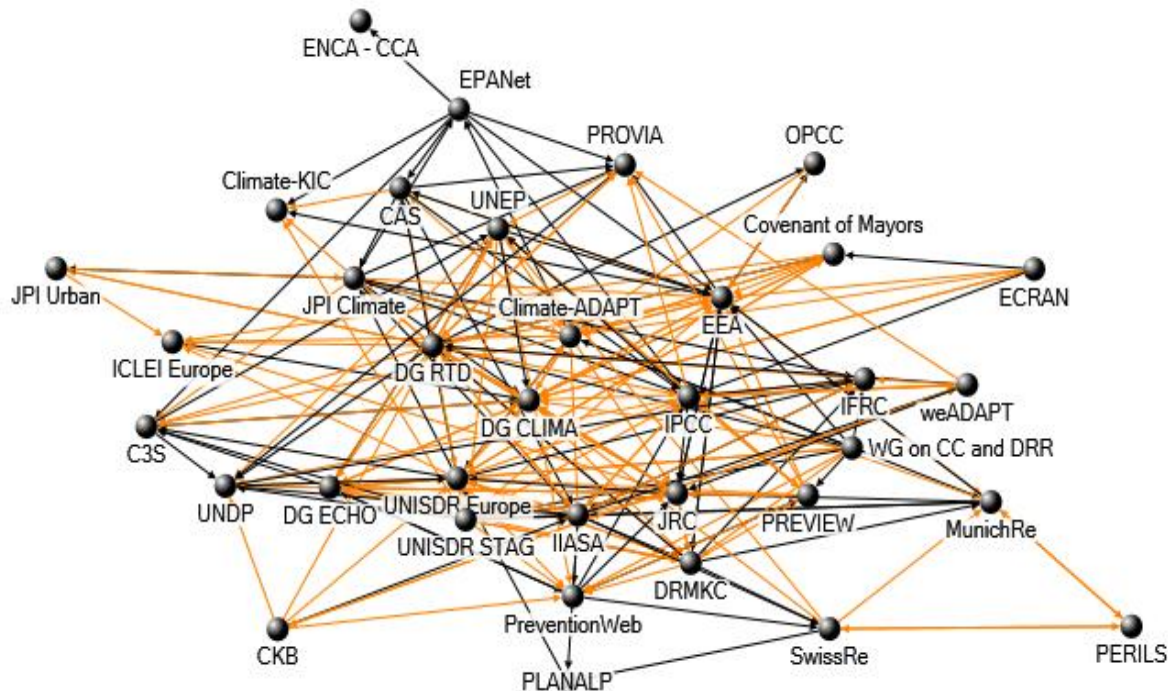 ENCA - CCA
EPANet
PROVIA
OPCC
Climate-KIC
CAS
UNEP
Covenant of Mayors
JPI Urban
JPI Climate
Climate-ADAPT
EEA
ECRAN
ICLEI Europe
DG RTD
DG CLIMA
IPCC
IFRC
weADAPT
C3S
WG on CC and DRR
UNDP
DG ECHO
UNISDR Europe
JRC
PREVIEW
MunichRe
UNISDR STAG
IIASA
DRMKC
CKB
PreventionWeb
SwissRe
PERILS
PLANALP